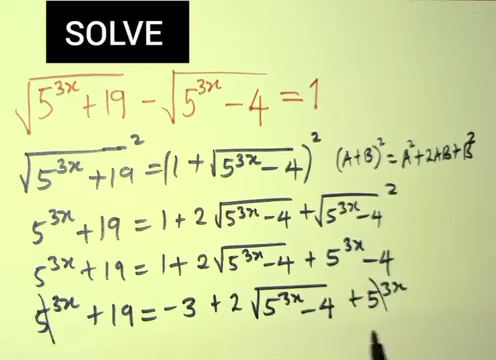 SOLVE
√(5^(3x) + 19) − √(5^(3x) − 4) = 1
√(5^(3x) + 19)^2 = (1 + √(5^(3x) − 4))^2 (A+B)^2 = A^2 + 2AB + B^2
5^(3x) + 19 = 1 + 2√(5^(3x) − 4) + √(5^(3x) − 4)^2
5^(3x) + 19 = 1 + 2√(5^(3x) − 4) + 5^(3x) − 4
5^(3x) + 19 = −3 + 2√(5^(3x) − 4) + 5^(3x)